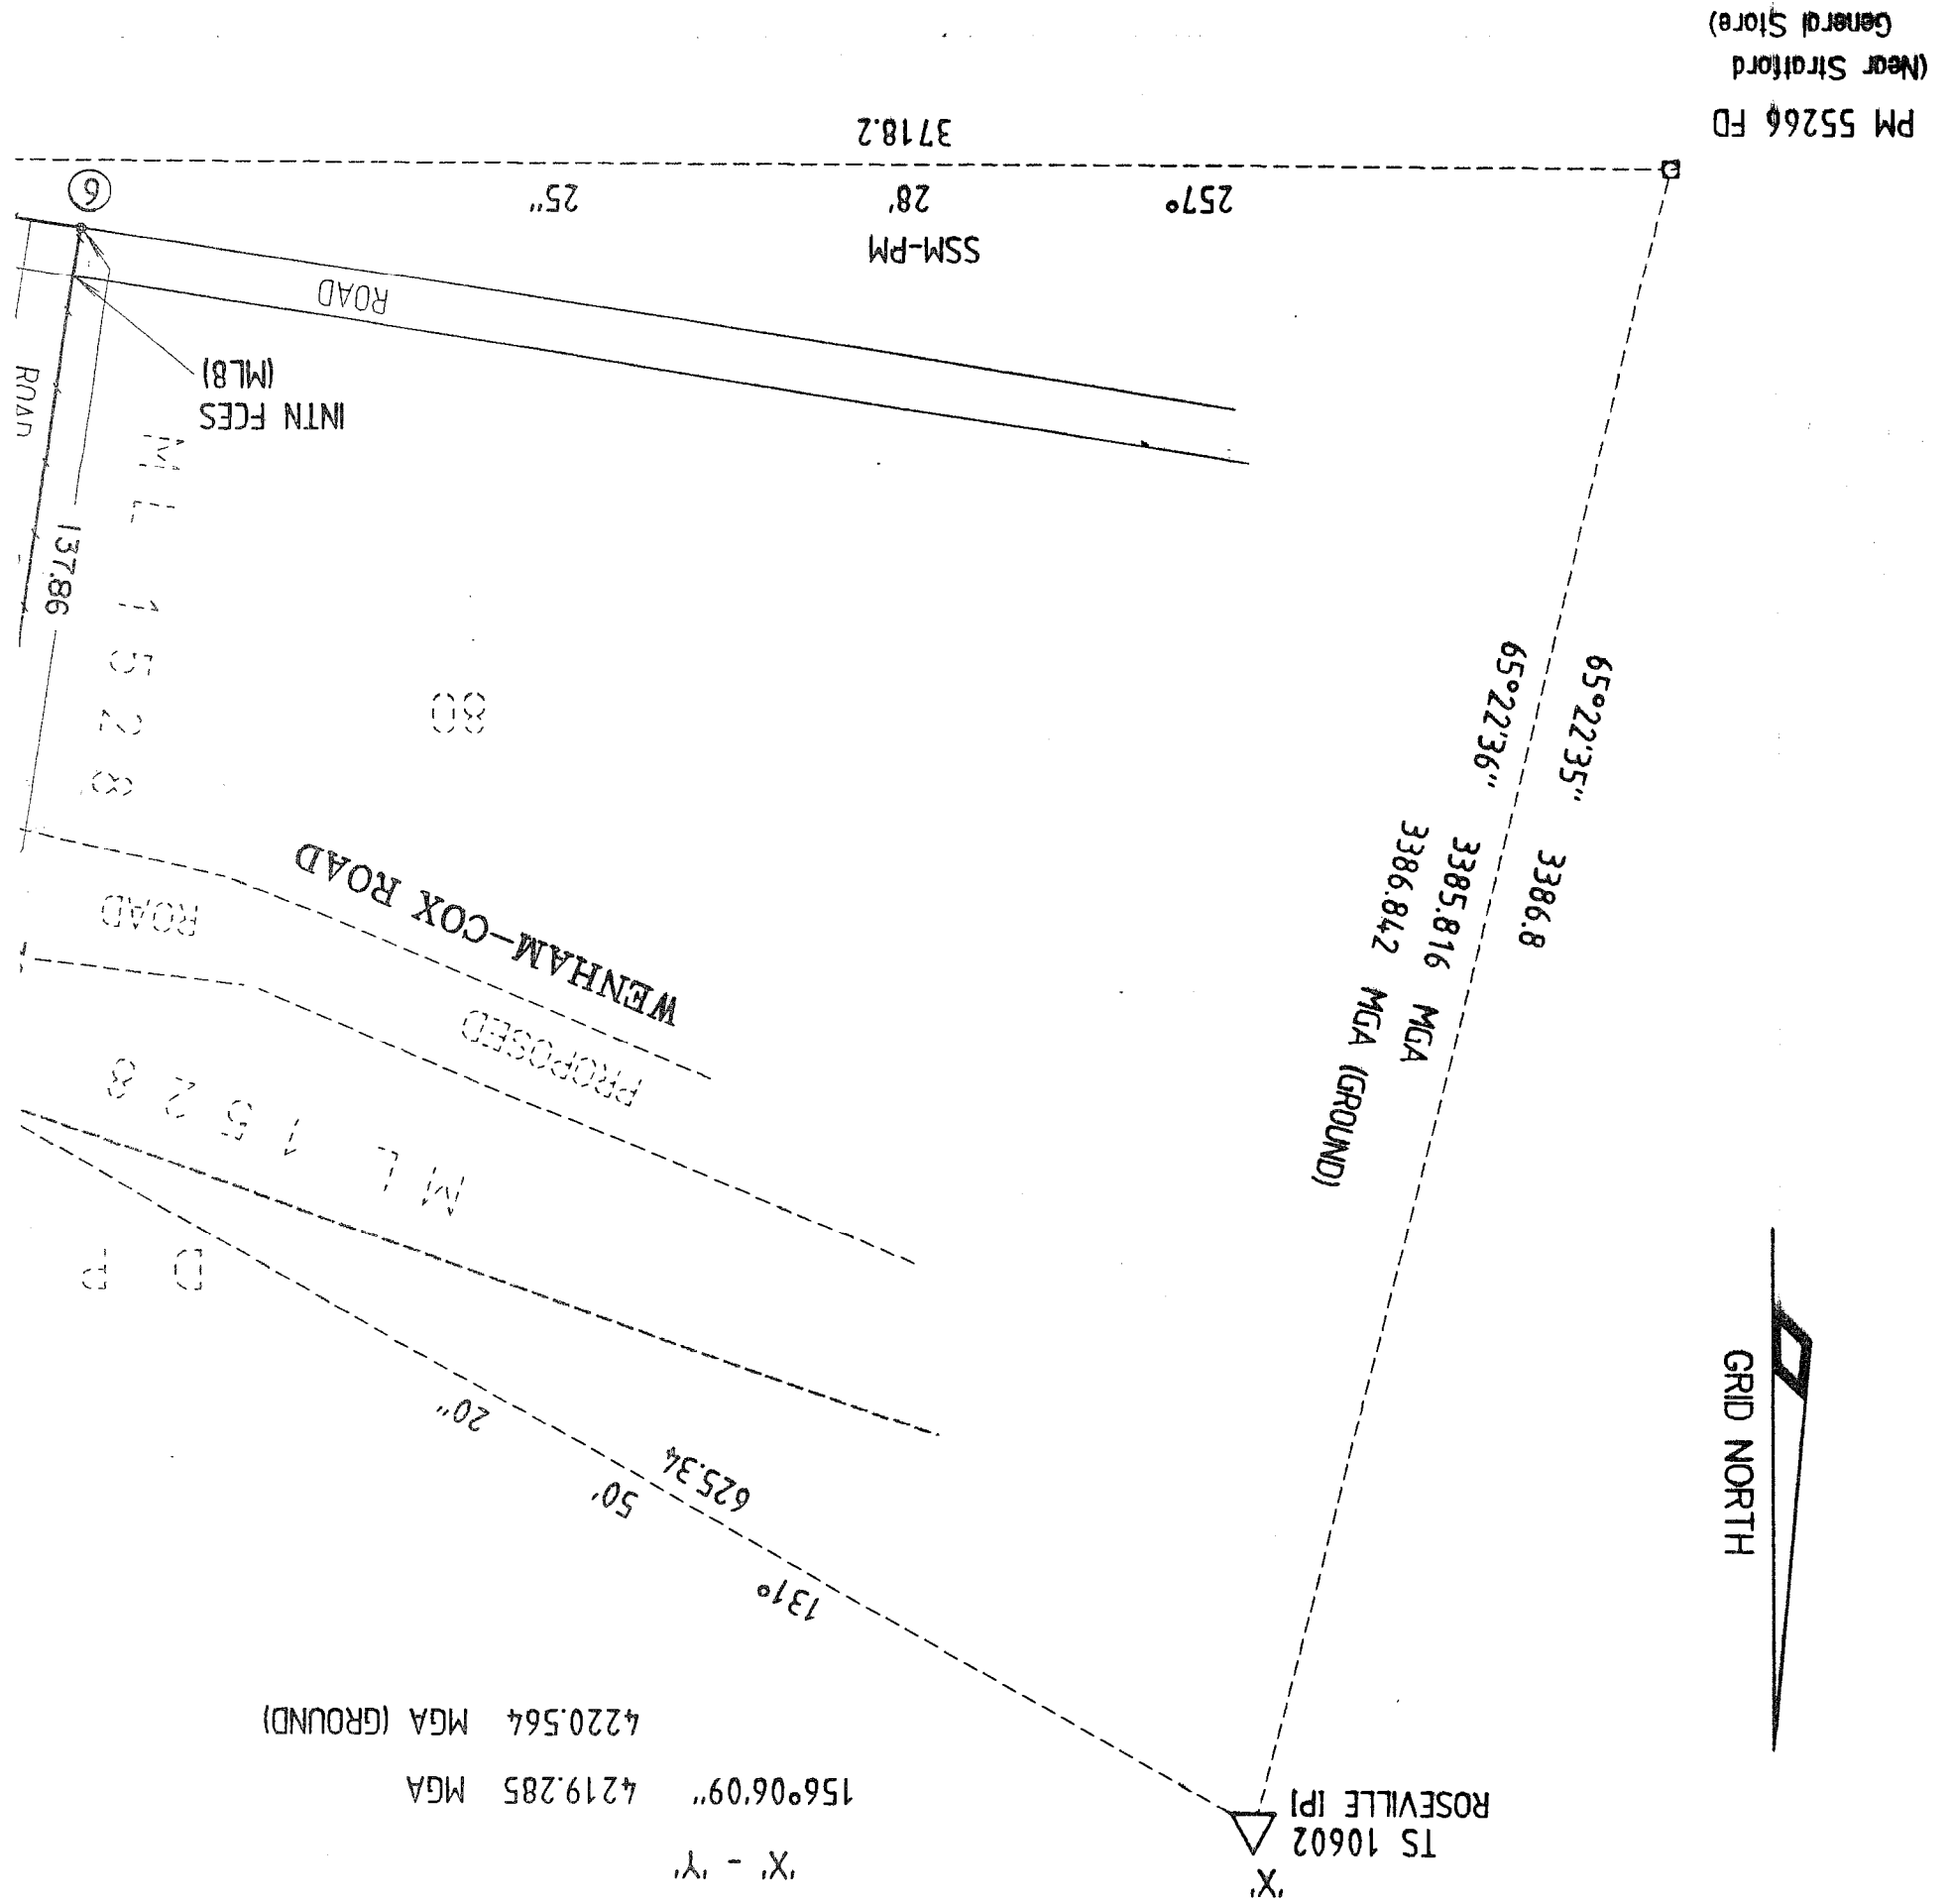 'X'
TS 10602
ROSEVILLE (P)
'X' - 'Y'
156°06'09" 4219.285 MGA
4220.564 MGA (GROUND)
131°
50'
20"
625.34
GRID NORTH
D P
ML 1528
PROPOSED
ROAD
WENHAM-COX ROAD
65°22'35" 3386.8
65°22'36"
3385.816 MGA
3386.842 MGA (GROUND)
80
ML 1528
137.86
ROAD
INTN FCES
(ML8)
ROAD
SSM-PM
257° 28' 25"
3718.2
6
PM 55266 FD
(Near Stratford
General Store)